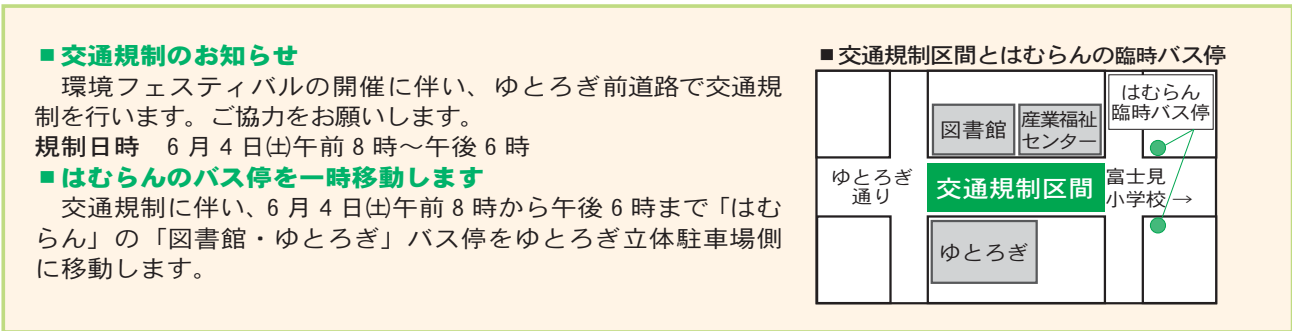 ■交通規制のお知らせ
　環境フェスティバルの開催に伴い、ゆとろぎ前道路で交通規
制を行います。ご協力をお願いします。
規制日時　6月4日㈯午前8時～午後6時
■はむらんのバス停を一時移動します
　交通規制に伴い、6月4日㈯午前8時から午後6時まで「はむ
らん」の「図書館・ゆとろぎ」バス停をゆとろぎ立体駐車場側
に移動します。
■交通規制区間とはむらんの臨時バス停
はむらん
臨時バス停
図書館
産業福祉
センター
ゆとろぎ
通り
交通規制区間
富士見
小学校→
ゆとろぎ